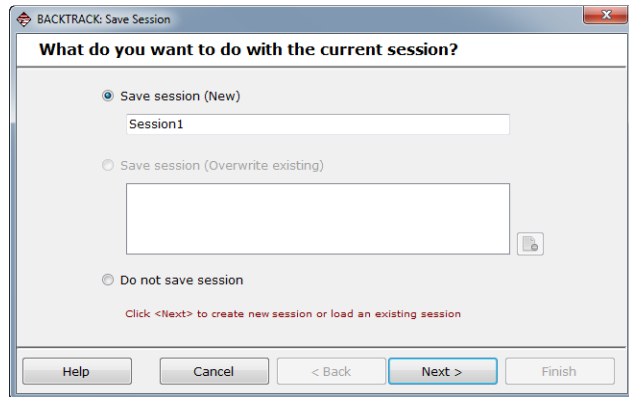 BACKTRACK: Save Session
What do you want to do with the current session?
Save session (New)
Session1
Save session (Overwrite existing)
Do not save session
Click <Next> to create new session or load an existing session
Help Cancel < Back Next > Finish